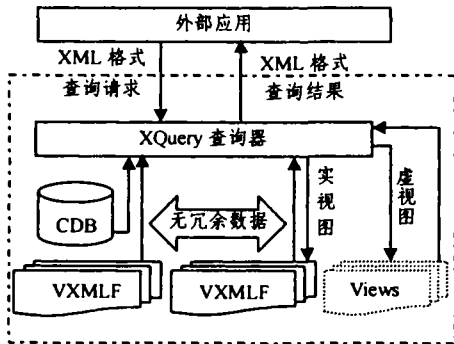 外部应用
XML 格式
查询请求
XML 格式
查询结果
XQuery 查询器
CDB
无冗余数据
实视图
虚视图
VXMLF
VXMLF
Views